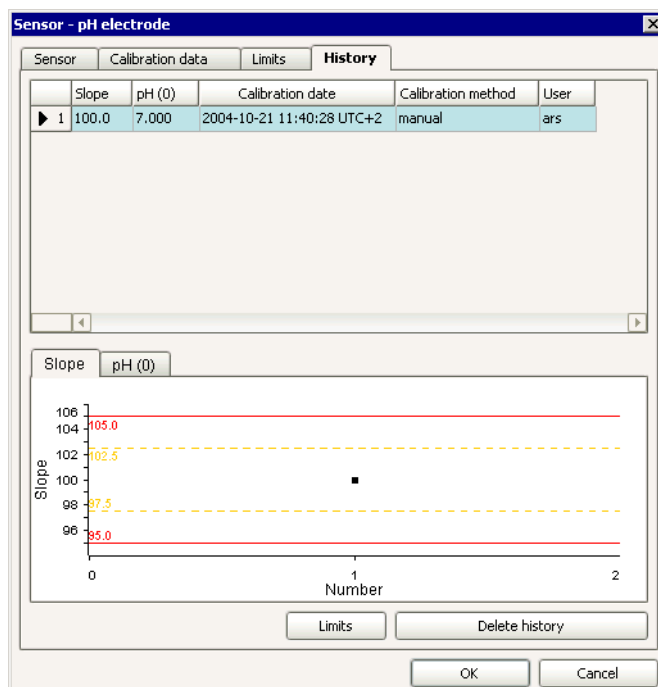 Sensor - pH electrode
Sensor Calibration data Limits History
Slope pH (0) Calibration date Calibration method User
1 100.0 7.000 2004-10-21 11:40:28 UTC+2 manual ars
Slope pH (0)
106
105.0
104
102.5
102
100
98
97.5
96
95.0
Slope
0 1 2
Number
Limits Delete history
OK Cancel